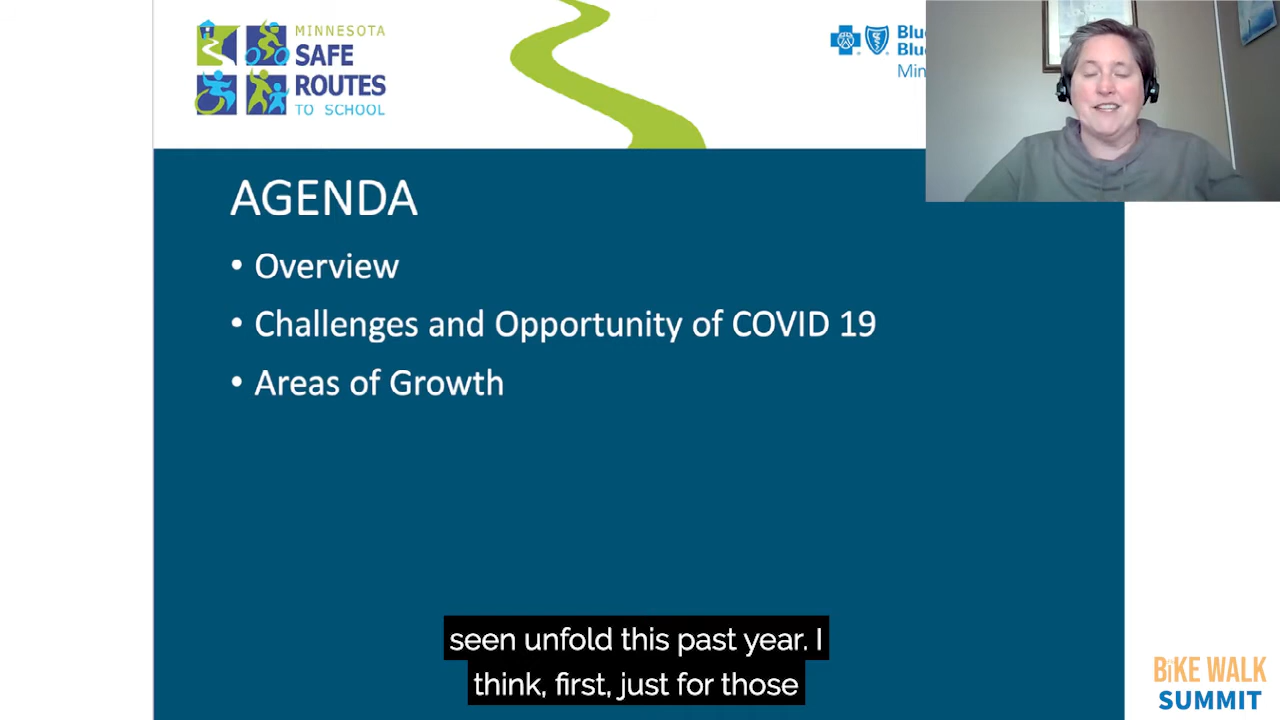 MINNESOTA
SAFE
ROUTES
TO SCHOOL
Blu
Blu
Min
AGENDA
• Overview
• Challenges and Opportunity of COVID 19
• Areas of Growth
seen unfold this past year. I
think, first, just for those
BIKE WALK
SUMMIT